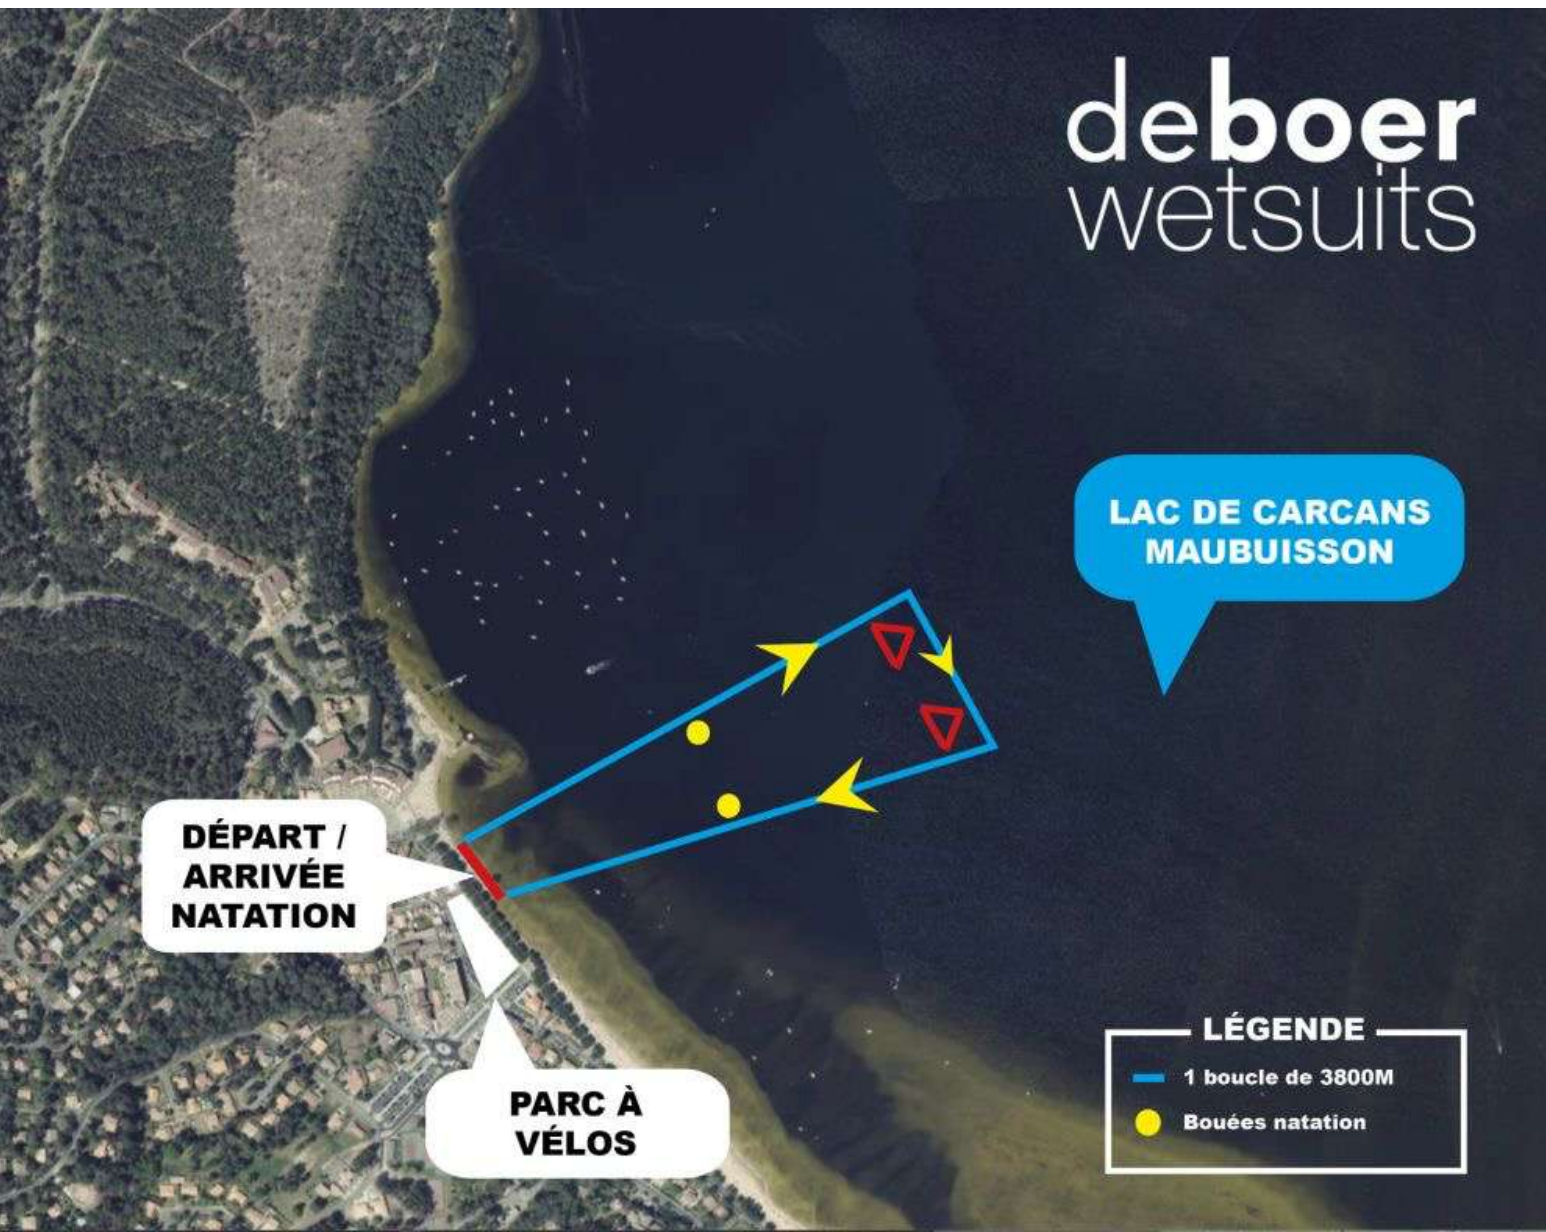 deboer
wetsuits
LAC DE CARCANS
MAUBUISSON
DÉPART /
ARRIVÉE
NATATION
PARC À
VÉLOS
LÉGENDE
1 boucle de 3800M
Bouées natation